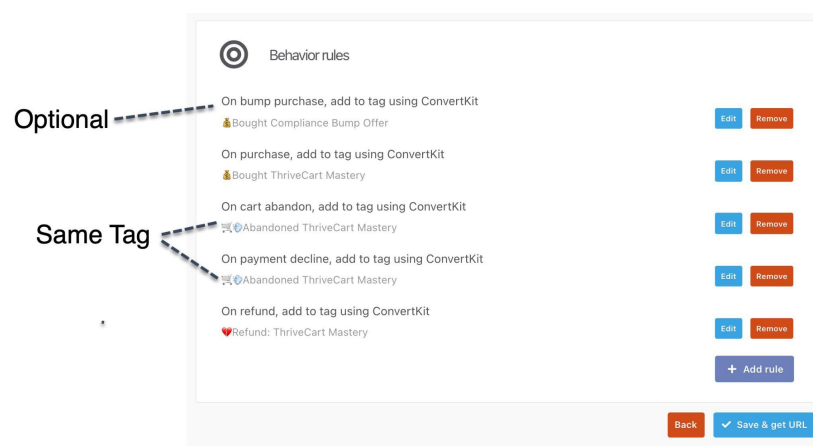 Behavior rules
Optional
On bump purchase, add to tag using ConvertKit
💰Bought Compliance Bump Offer
Edit
Remove
On purchase, add to tag using ConvertKit
💰Bought ThriveCart Mastery
Edit
Remove
Same Tag
On cart abandon, add to tag using ConvertKit
🛒💨Abandoned ThriveCart Mastery
Edit
Remove
On payment decline, add to tag using ConvertKit
🛒💨Abandoned ThriveCart Mastery
Edit
Remove
On refund, add to tag using ConvertKit
💔Refund: ThriveCart Mastery
Edit
Remove
+ Add rule
Back
✓ Save & get URL